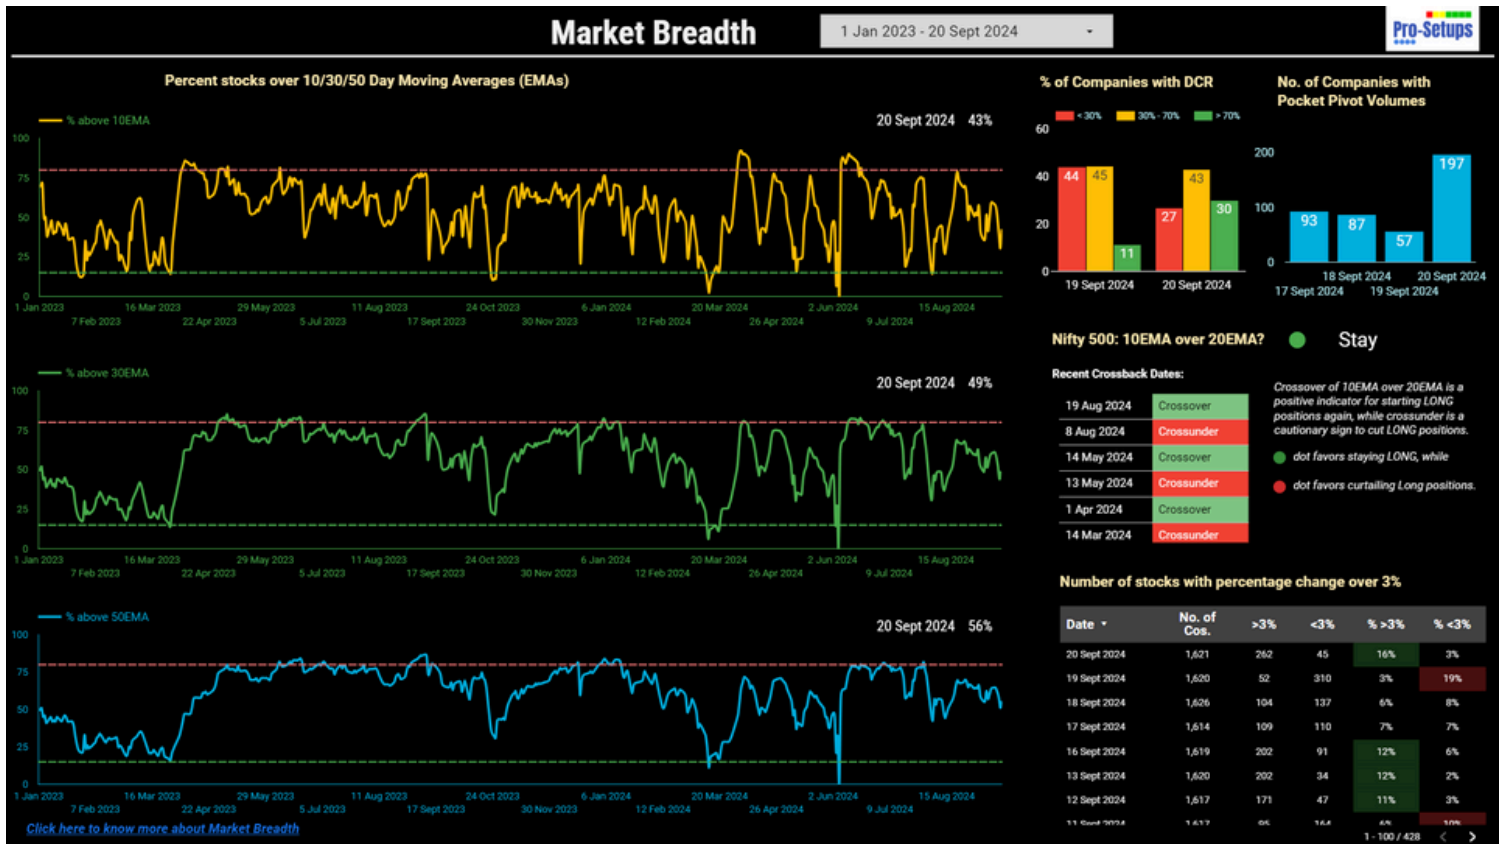 Market Breadth
1 Jan 2023 - 20 Sept 2024
Pro-Setups
Percent stocks over 10/30/50 Day Moving Averages (EMAs)
% above 10EMA
20 Sept 2024 43%
100
75
50
25
0
1 Jan 2023
7 Feb 2023
16 Mar 2023
22 Apr 2023
29 May 2023
5 Jul 2023
11 Aug 2023
17 Sept 2023
24 Oct 2023
30 Nov 2023
6 Jan 2024
12 Feb 2024
20 Mar 2024
26 Apr 2024
2 Jun 2024
9 Jul 2024
15 Aug 2024
% above 30EMA
20 Sept 2024 49%
100
75
50
25
0
1 Jan 2023
7 Feb 2023
16 Mar 2023
22 Apr 2023
29 May 2023
5 Jul 2023
11 Aug 2023
17 Sept 2023
24 Oct 2023
30 Nov 2023
6 Jan 2024
12 Feb 2024
20 Mar 2024
26 Apr 2024
2 Jun 2024
9 Jul 2024
15 Aug 2024
% above 50EMA
20 Sept 2024 56%
100
75
50
25
0
1 Jan 2023
7 Feb 2023
16 Mar 2023
22 Apr 2023
29 May 2023
5 Jul 2023
11 Aug 2023
17 Sept 2023
24 Oct 2023
30 Nov 2023
6 Jan 2024
12 Feb 2024
20 Mar 2024
26 Apr 2024
2 Jun 2024
9 Jul 2024
15 Aug 2024
Click here to know more about Market Breadth
% of Companies with DCR
< 30% 30% - 70% > 70%
60
40
20
0
44 45 11
27 43 30
19 Sept 2024 20 Sept 2024
No. of Companies with
Pocket Pivot Volumes
200
100
0
93 87 57 197
17 Sept 2024
18 Sept 2024
19 Sept 2024
20 Sept 2024
Nifty 500: 10EMA over 20EMA? Stay
Recent Crossback Dates:
19 Aug 2024 Crossover
8 Aug 2024 Crossunder
14 May 2024 Crossover
13 May 2024 Crossunder
1 Apr 2024 Crossover
14 Mar 2024 Crossunder
Crossover of 10EMA over 20EMA is a
positive indicator for starting LONG
positions again, while crossunder is a
cautionary sign to cut LONG positions.
dot favors staying LONG, while
dot favors curtailing Long positions.
Number of stocks with percentage change over 3%
Date No. of Cos. >3% <3% % >3% % <3%
20 Sept 2024 1,621 262 45 16% 3%
19 Sept 2024 1,620 52 310 3% 19%
18 Sept 2024 1,626 104 137 6% 8%
17 Sept 2024 1,614 109 110 7% 7%
16 Sept 2024 1,619 202 91 12% 6%
13 Sept 2024 1,620 202 34 12% 2%
12 Sept 2024 1,617 171 47 11% 3%
11 Sept 2024 1,617 95 164 6% 10%
1 - 100 / 428